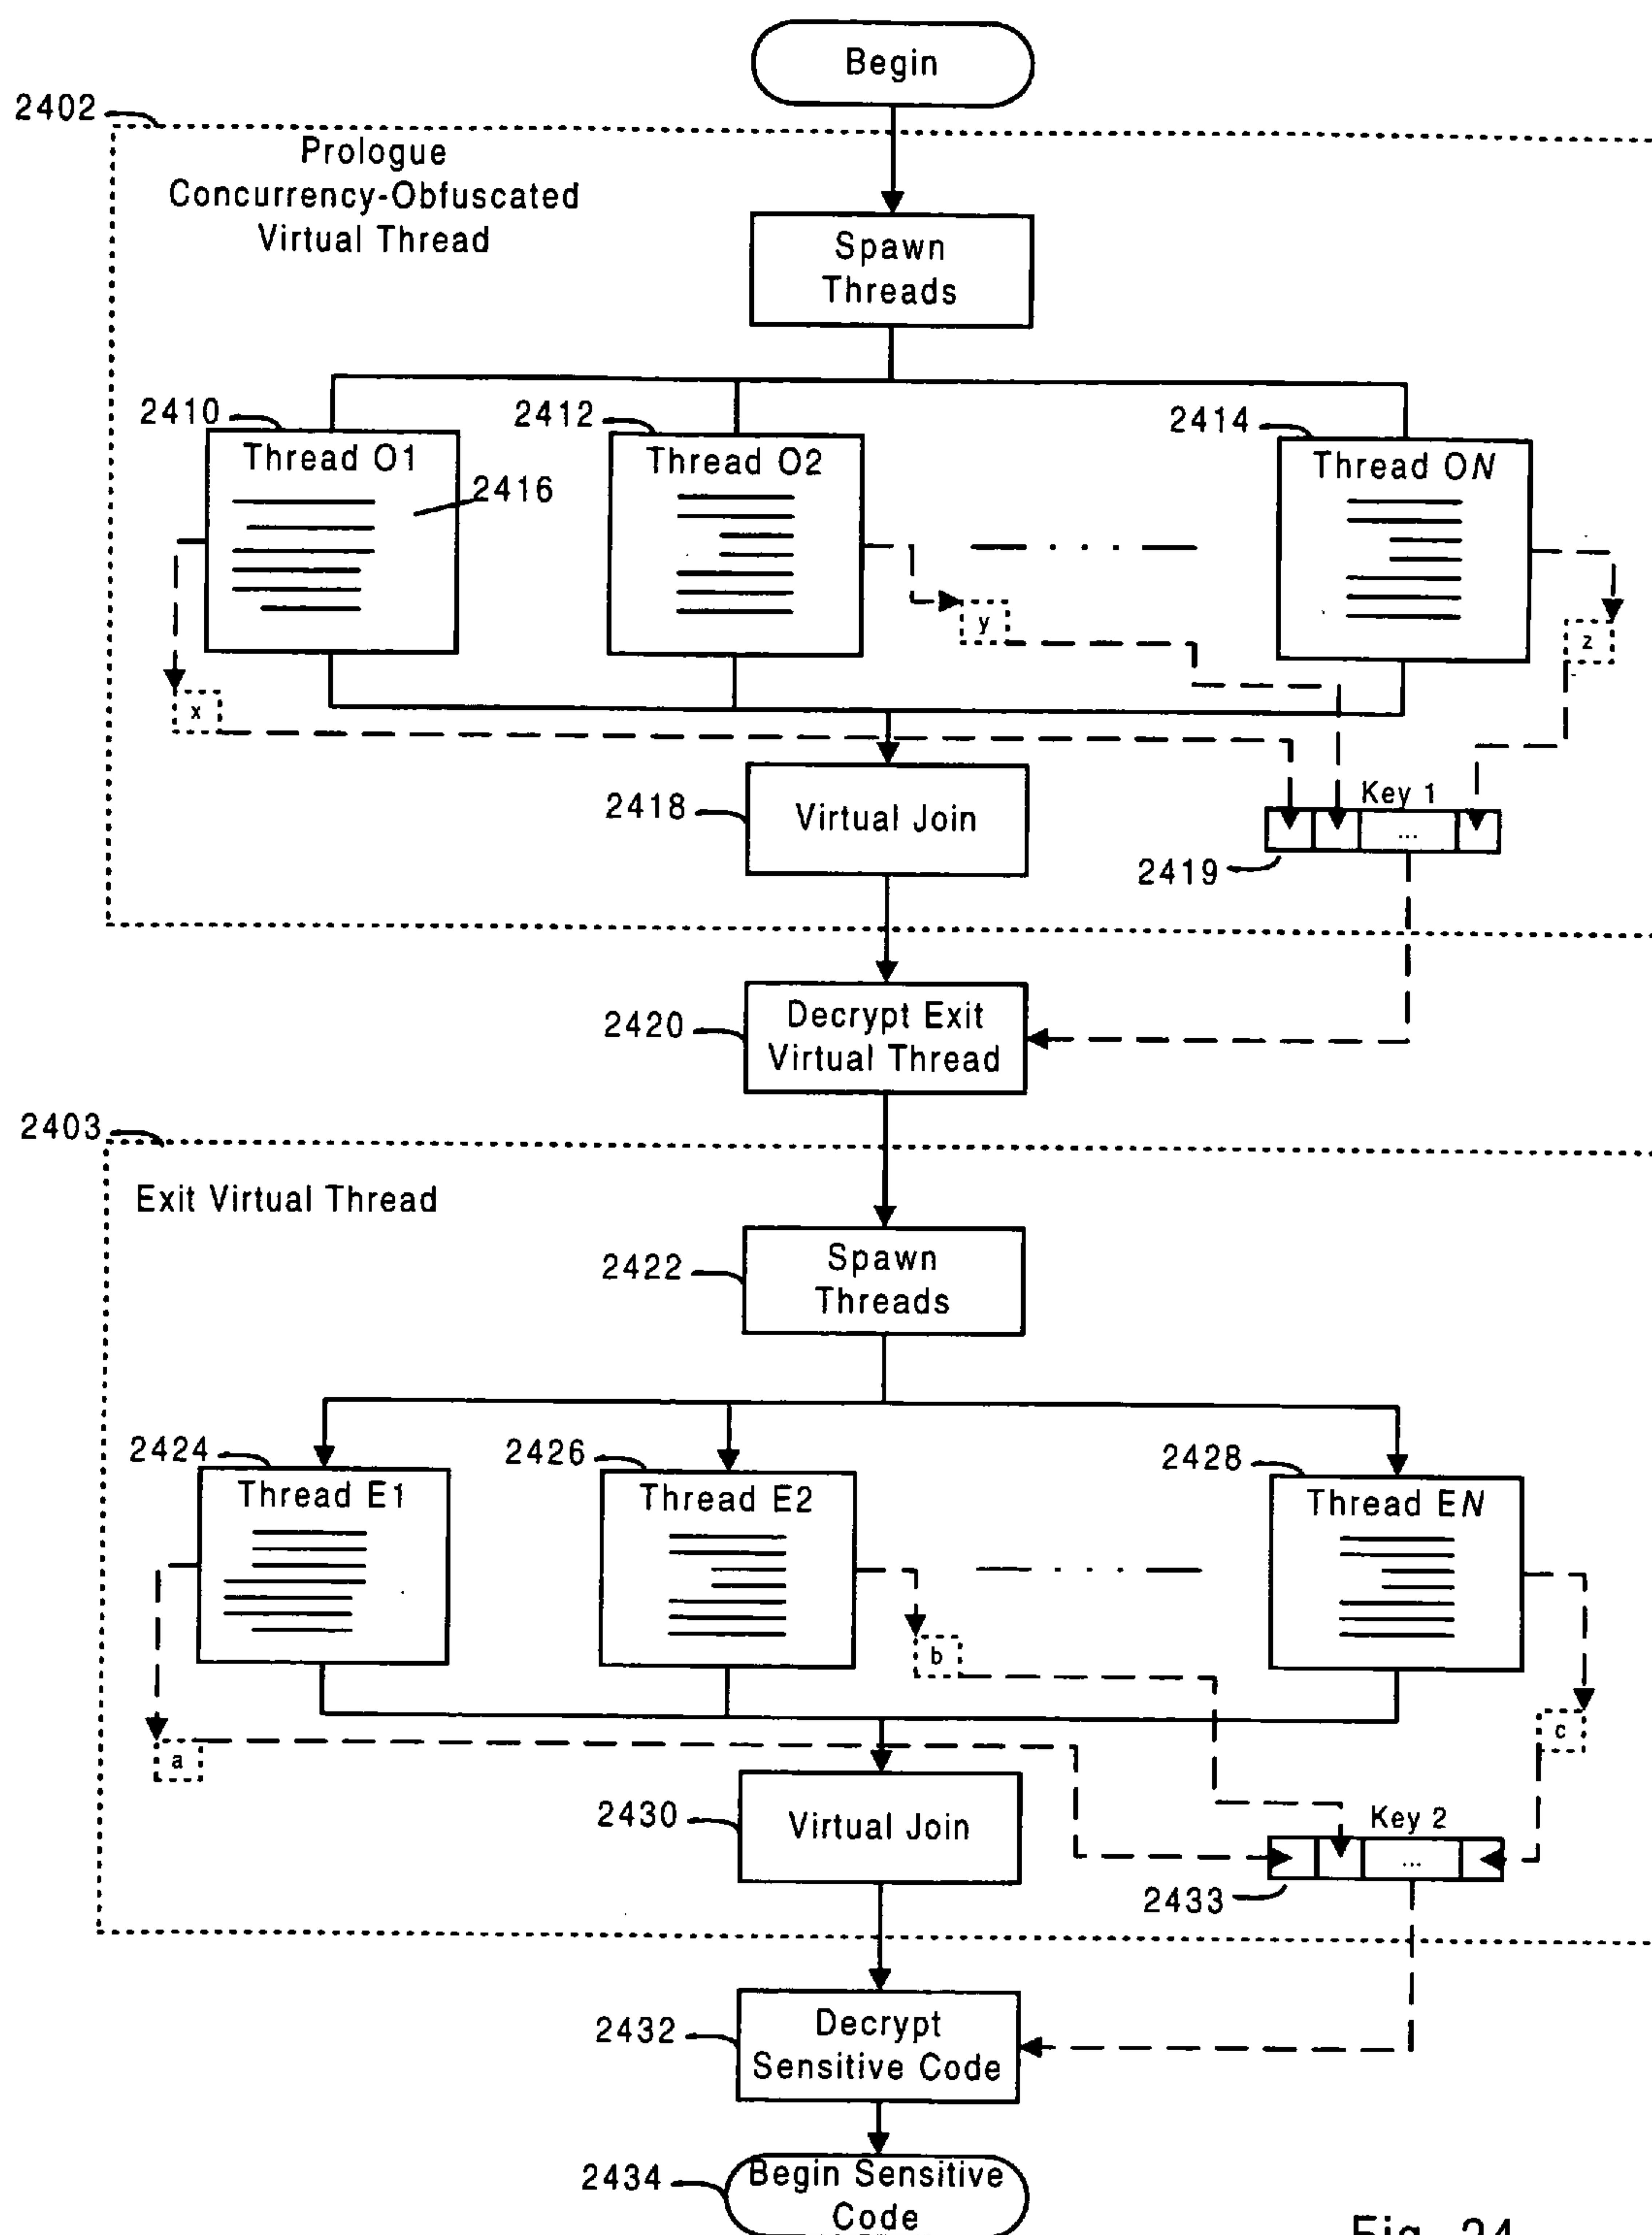 Begin
2402
Prologue
Concurrency-Obfuscated
Virtual Thread
Spawn
Threads
2410
2412
2414
Thread O1
Thread O2
Thread ON
2416
y
z
x
Key 1
2418
Virtual Join
...
2419
2420
Decrypt Exit
Virtual Thread
2403
Exit Virtual Thread
2422
Spawn
Threads
2424
2426
2428
Thread E1
Thread E2
Thread EN
b
c
a
2430
Virtual Join
Key 2
...
2433
2432
Decrypt
Sensitive Code
2434
Begin Sensitive
Code
Fig. 24